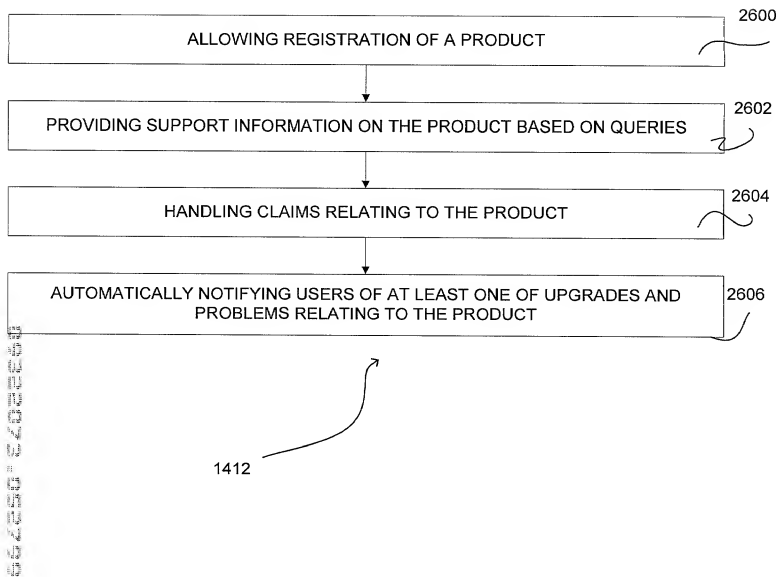 2600
ALLOWING REGISTRATION OF A PRODUCT
2602
PROVIDING SUPPORT INFORMATION ON THE PRODUCT BASED ON QUERIES
2604
HANDLING CLAIMS RELATING TO THE PRODUCT
2606
AUTOMATICALLY NOTIFYING USERS OF AT LEAST ONE OF UPGRADES AND
PROBLEMS RELATING TO THE PRODUCT
1412